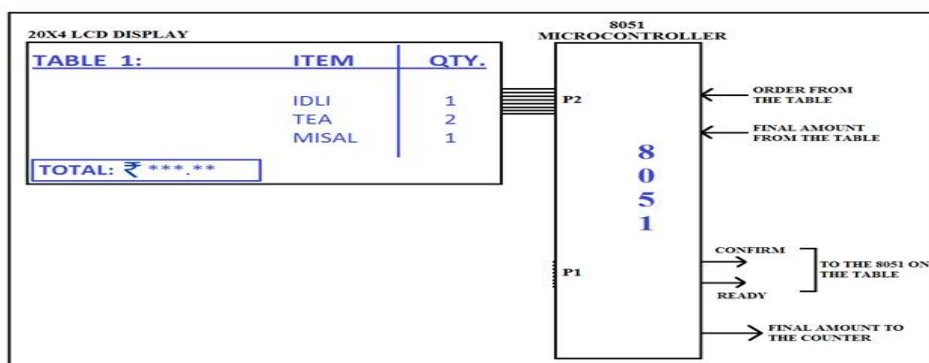 20X4 LCD DISPLAY
TABLE 1: ITEM QTY.
IDLI 1
TEA 2
MISAL 1
TOTAL: ₹ ***.**
8051
MICROCONTROLLER
P2
P1
8
0
5
1
ORDER FROM
THE TABLE
FINAL AMOUNT
FROM THE TABLE
CONFIRM
READY
TO THE 8051 ON
THE TABLE
FINAL AMOUNT TO
THE COUNTER